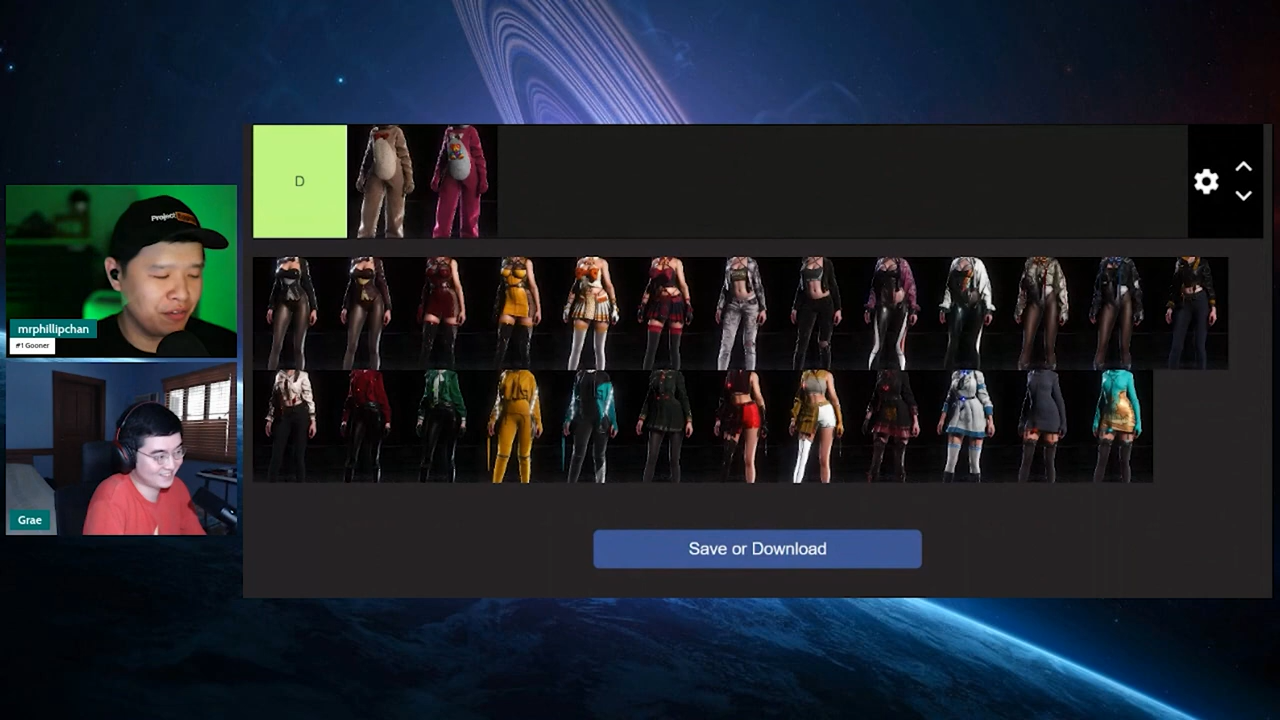 D
Project
mrphillipchan
#1 Gooner
Grae
Save or Download